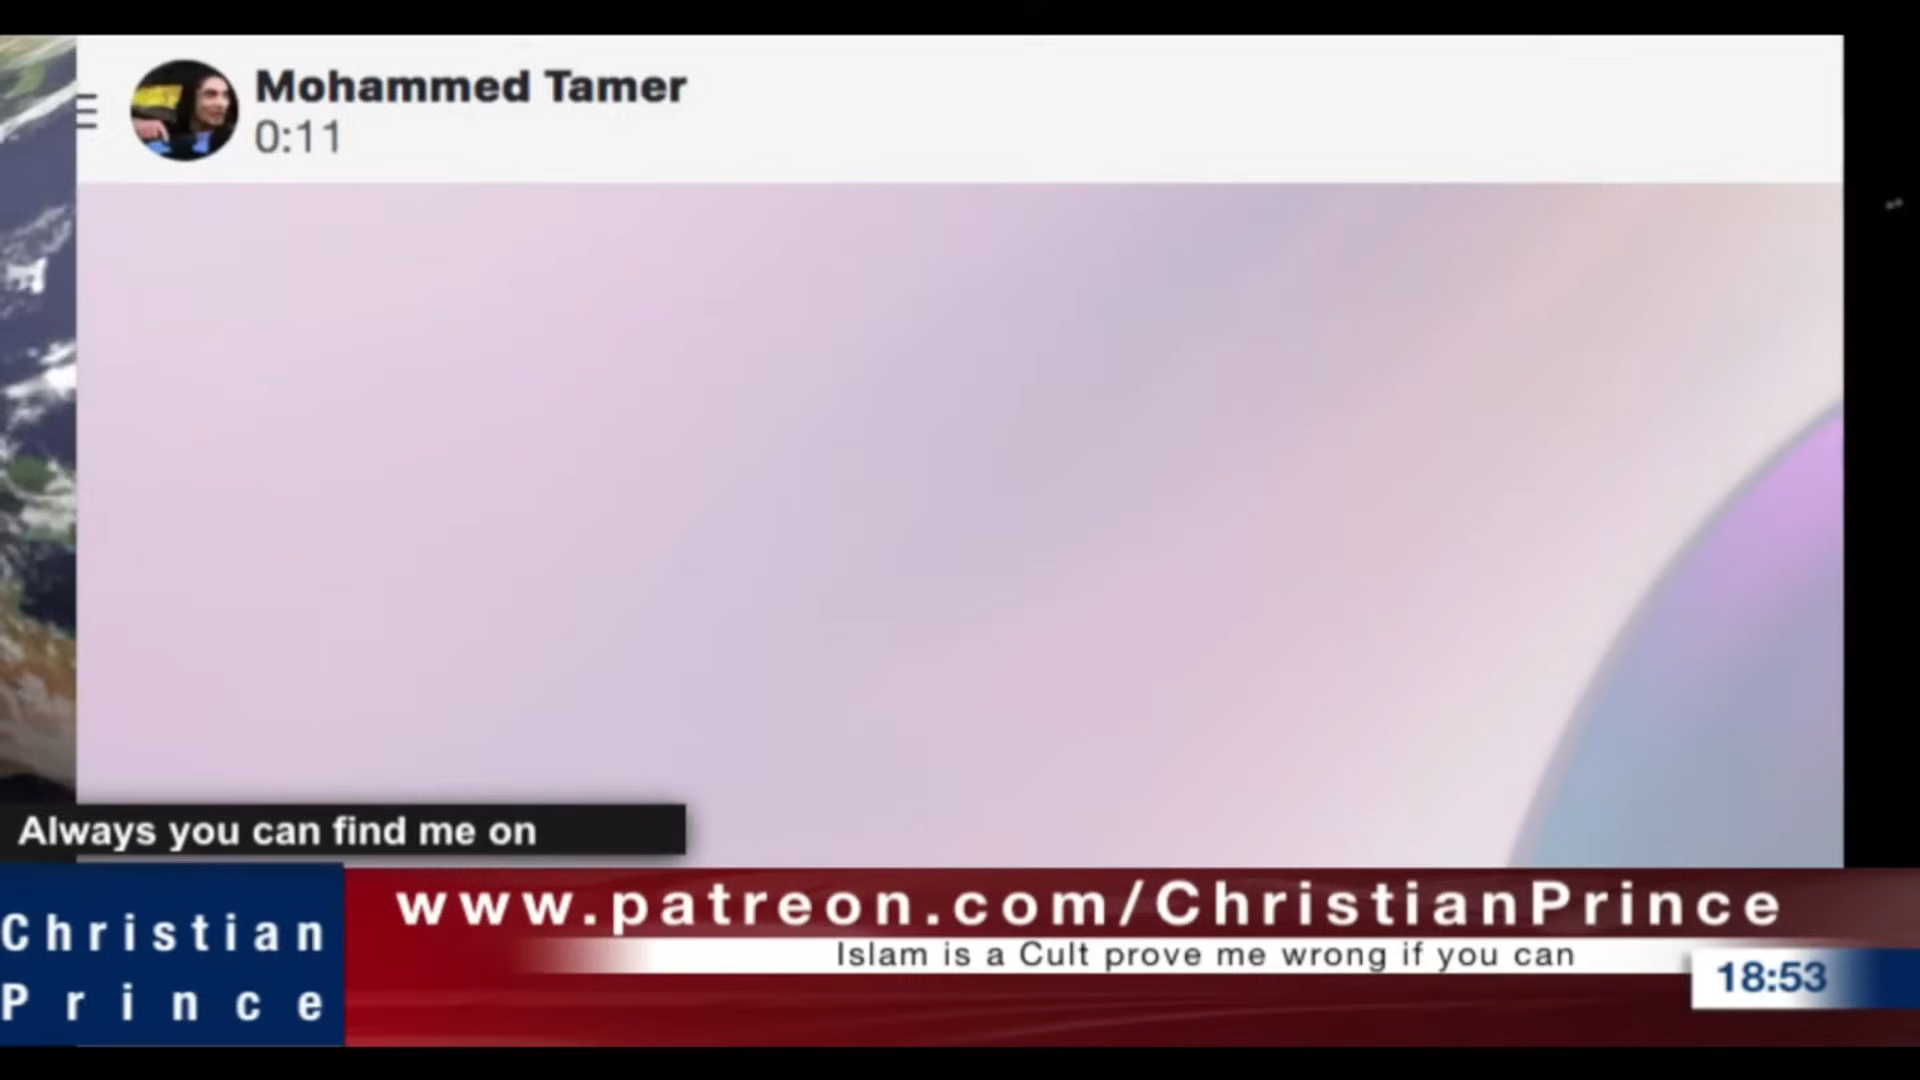 Mohammed Tamer
0:11
Always you can find me on
Christian
Prince
www.patreon.com/ChristianPrince
Islam is a Cult prove me wrong if you can
18:53